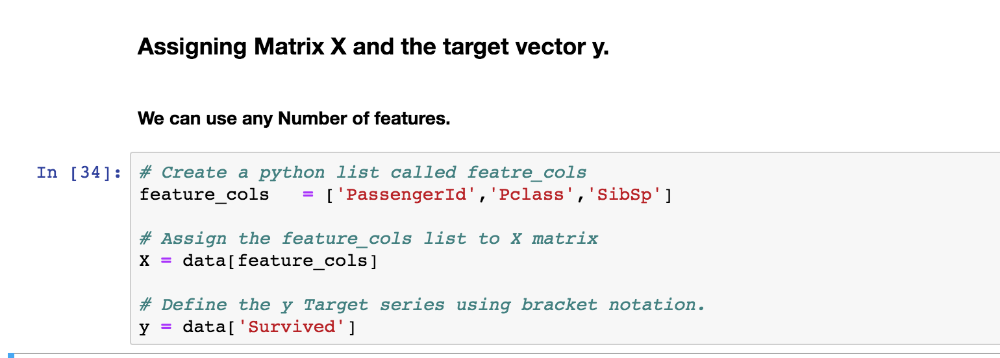 Assigning Matrix X and the target vector y.
We can use any Number of features.
In [34]:
# Create a python list called featre_cols
feature_cols   = ['PassengerId','Pclass','SibSp']
# Assign the feature_cols list to X matrix
X = data[feature_cols]
# Define the y Target series using bracket notation.
y = data['Survived']